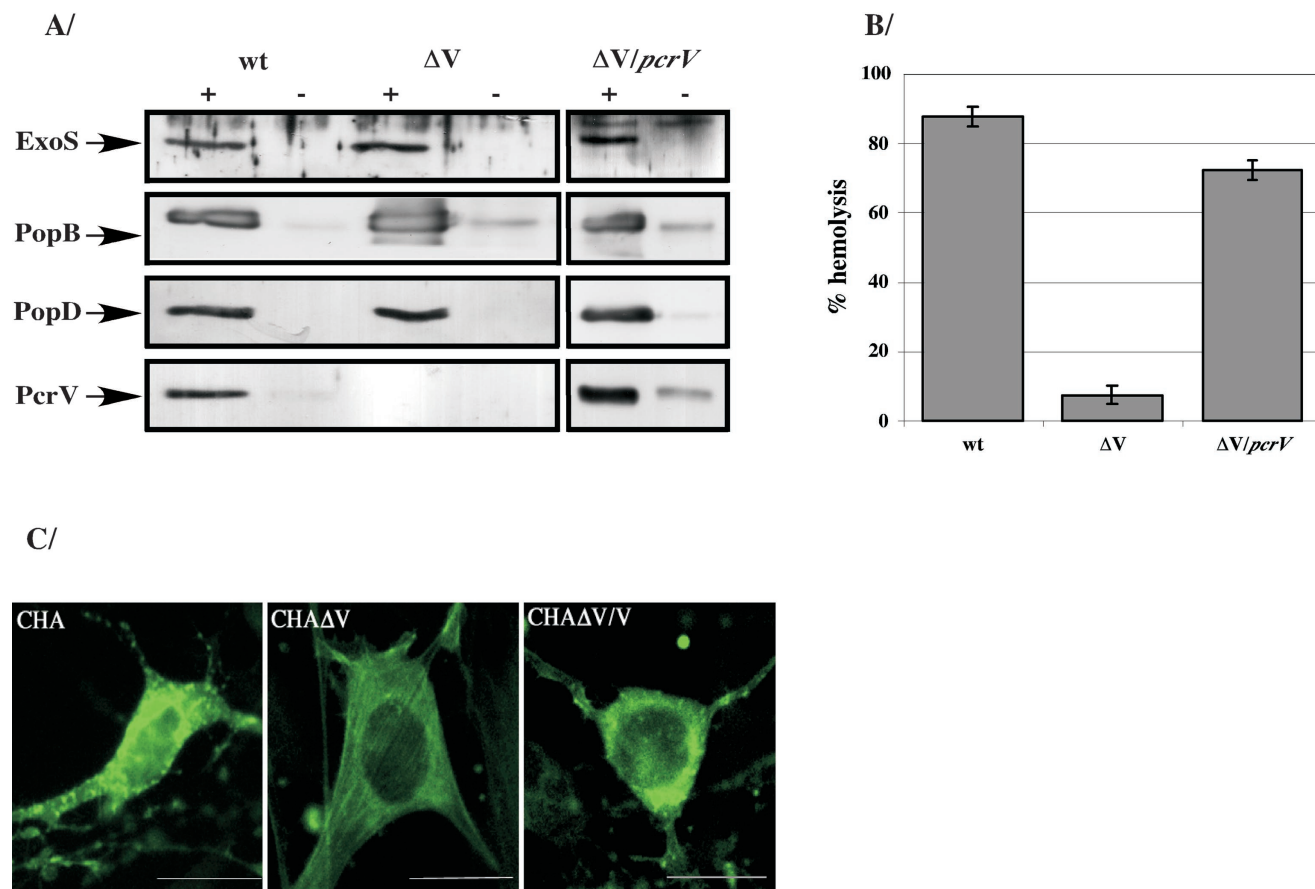 A/
wt ΔV ΔV/pcrV
+ - + - + -
ExoS
PopB
PopD
PcrV
B/
% hemolysis
100
80
60
40
20
0
wt ΔV ΔV/pcrV
C/
CHA CHAΔV CHAΔV/V